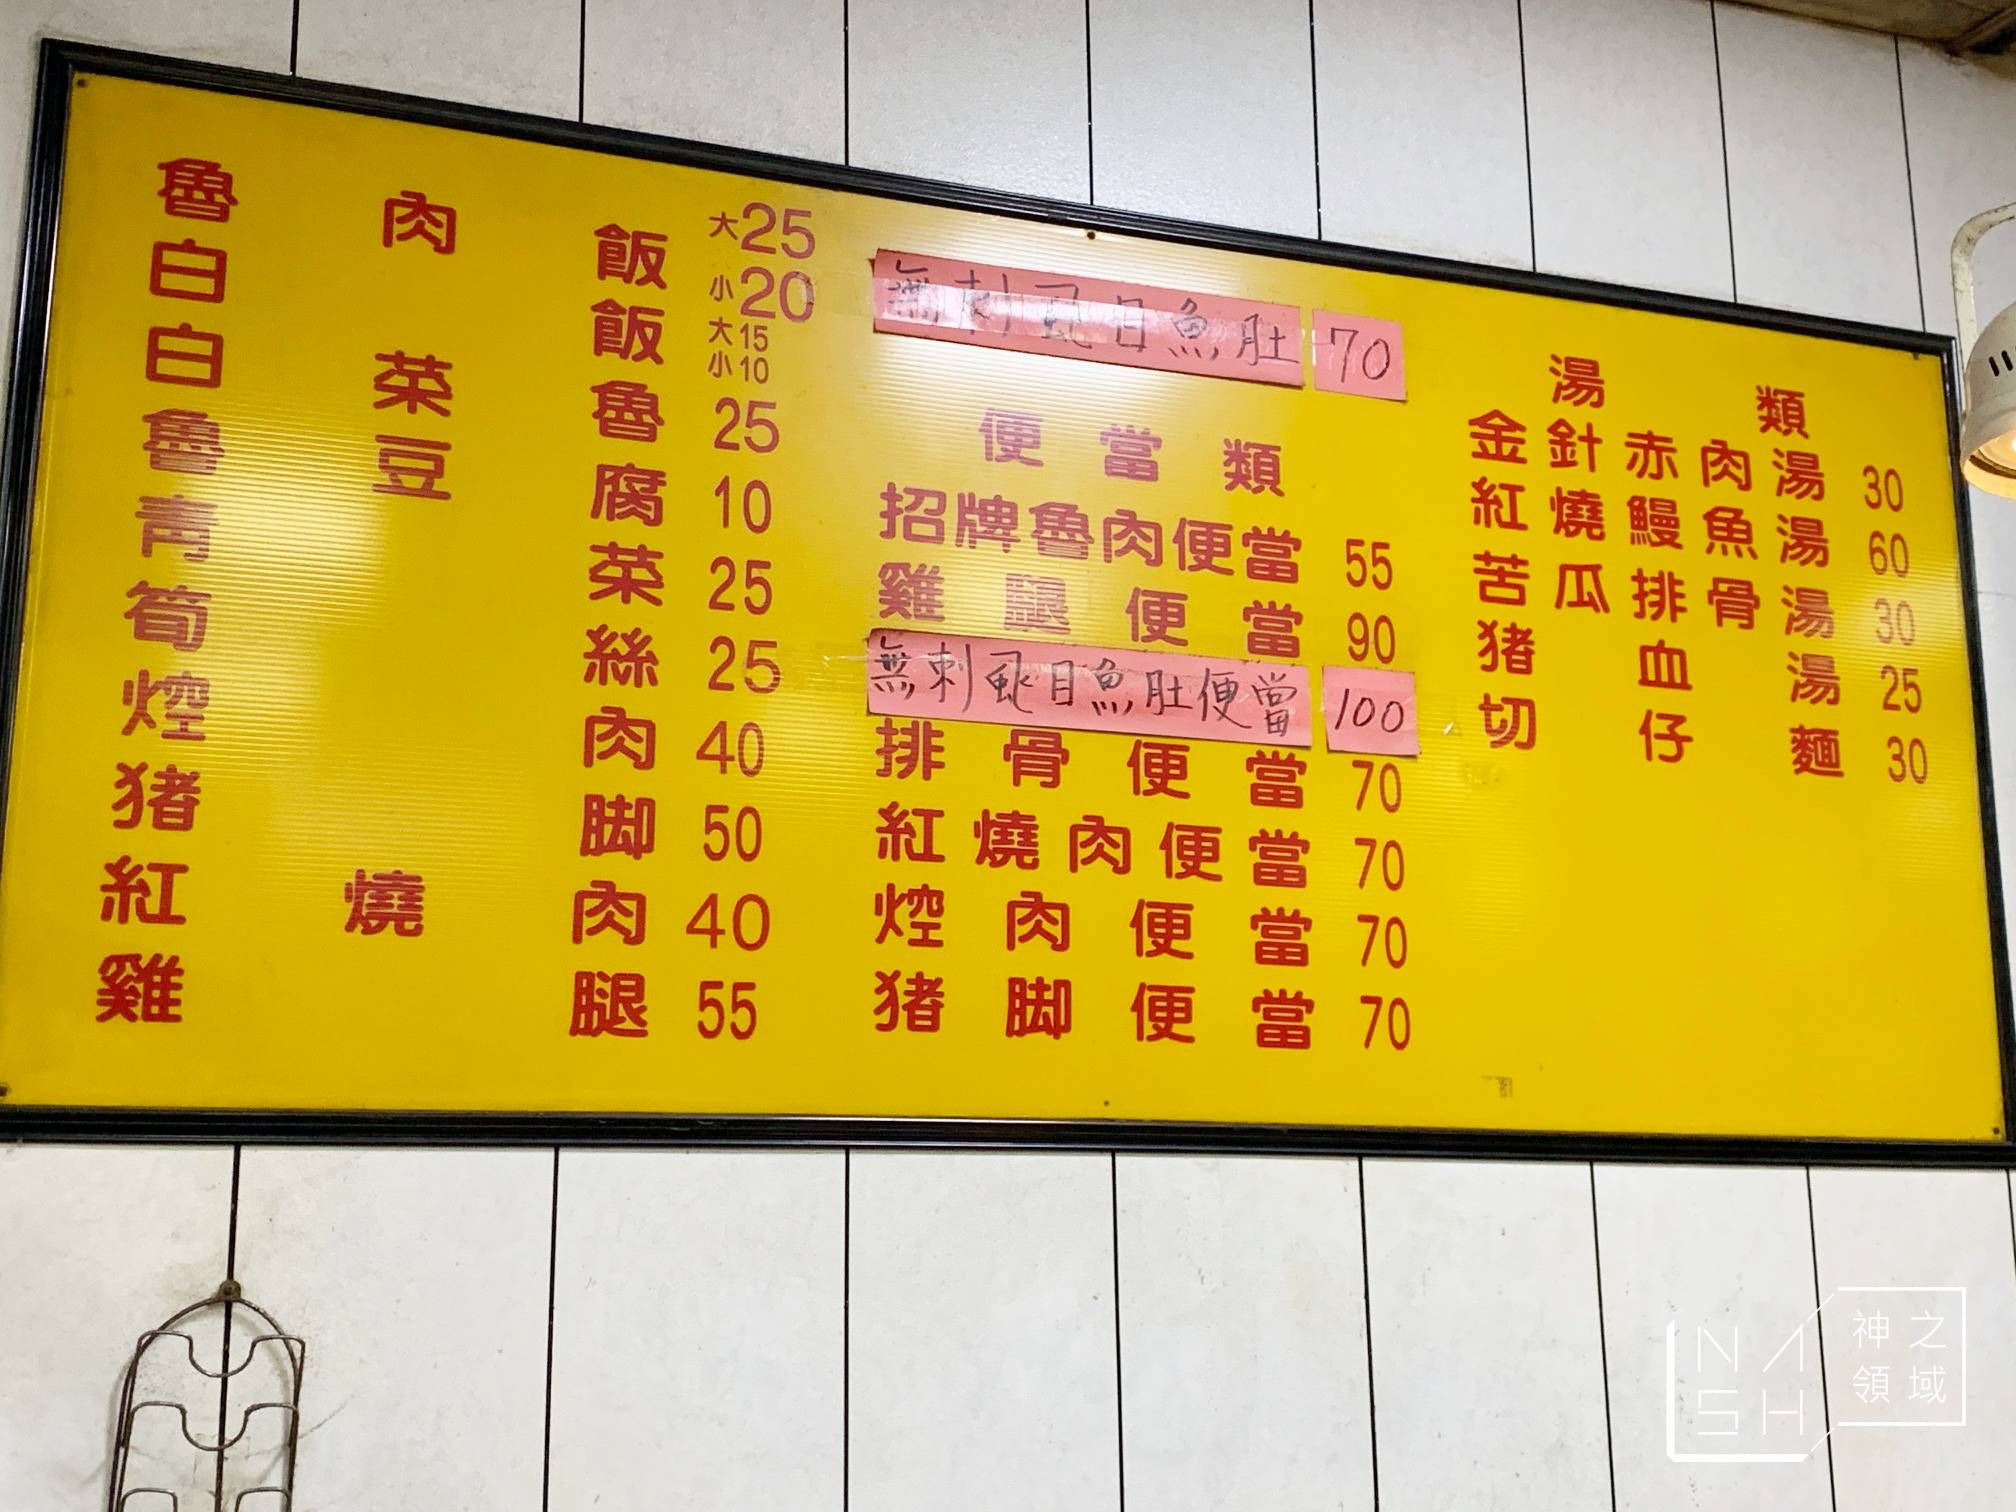 魯肉飯 大25 小20
白飯 大15 小10
白菜魯 25
魯豆腐 10
青菜 25
筍絲 25
焢肉 40
猪脚 50
紅燒肉 40
雞腿 55
無刺虱目魚肚 70
便當類
招牌魯肉便當 55
雞腿便當 90
無刺虱目魚肚便當 100
排骨便當 70
紅燒肉便當 70
焢肉便當 70
猪脚便當 70
湯類
金針赤肉湯 30
紅燒鰻魚湯 60
苦瓜排骨湯 30
猪血湯 25
切仔麵 30
NASH
神之
領域